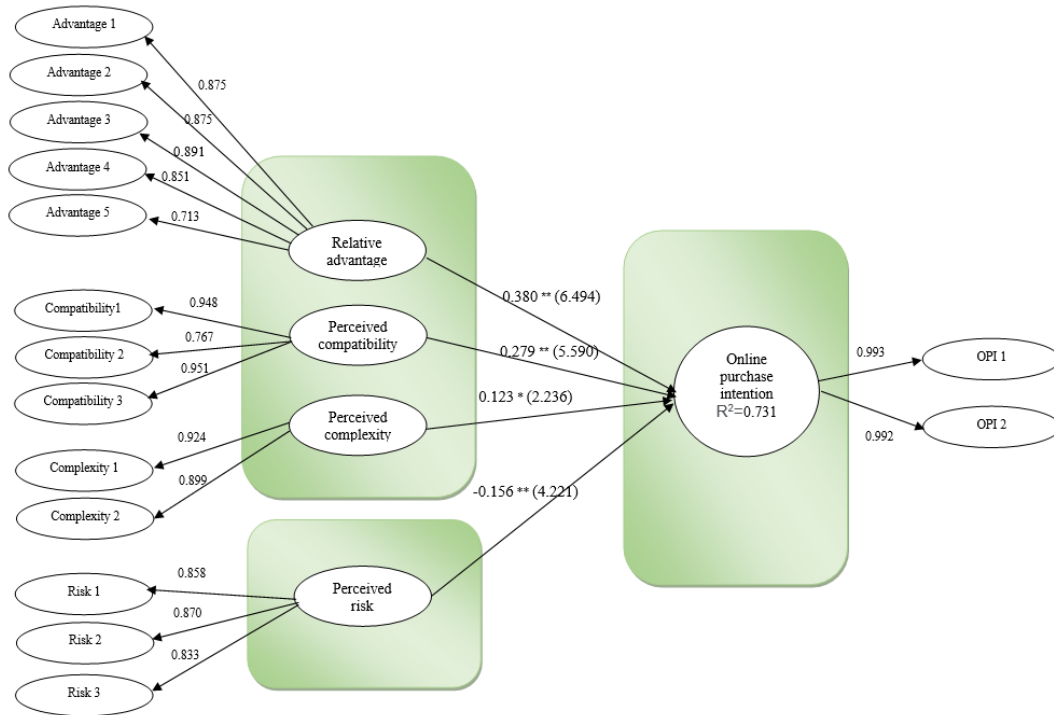 Advantage 1
Advantage 2
Advantage 3
Advantage 4
Advantage 5
0.875
0.875
0.891
0.851
0.713
Relative
advantage
Compatibility1
Compatibility 2
Compatibility 3
0.948
0.767
0.951
Perceived
compatibility
Complexity 1
Complexity 2
0.924
0.899
Perceived
complexity
Risk 1
Risk 2
Risk 3
0.858
0.870
0.833
Perceived
risk
0.380 ** (6.494)
0.279 ** (5.590)
0.123 * (2.236)
-0.156 ** (4.221)
Online
purchase
intention
R²=0.731
0.993
0.992
OPI 1
OPI 2